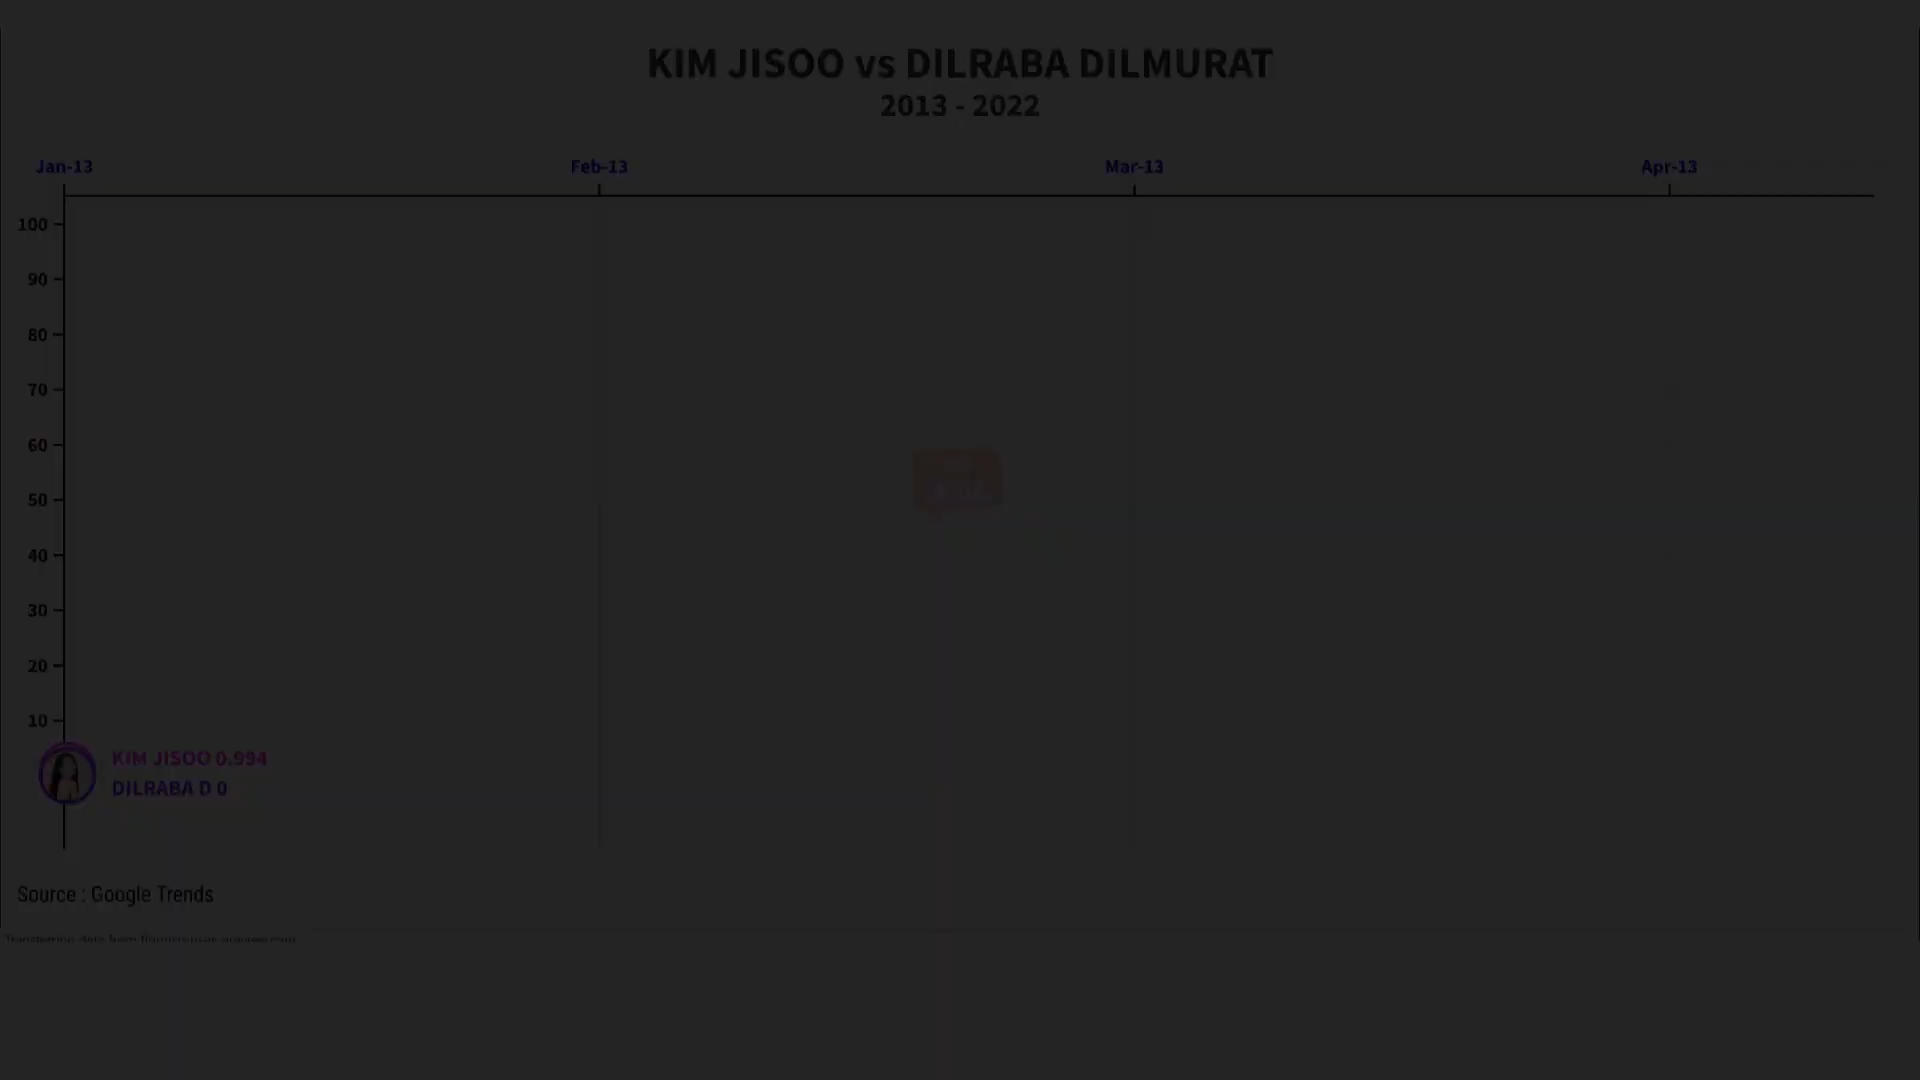 KIM JISOO vs DILRABA DILMURAT
2013 - 2022
Jan-13 Feb-13 Mar-13 Apr-13
100
90
80
70
60
50
40
30
20
10
KIM JISOO 0.994
DILRABA D 0
Source : Google Trends